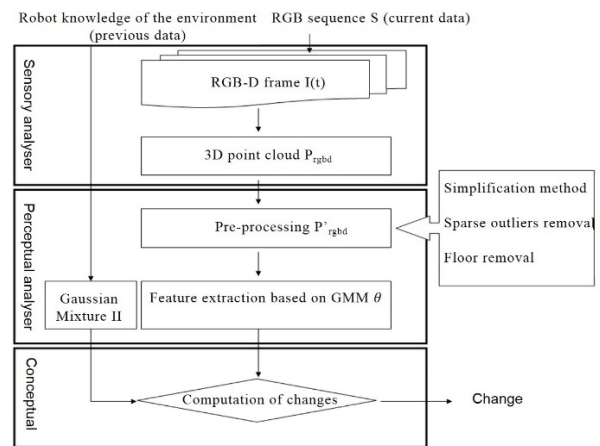 Robot knowledge of the environment
(previous data)
RGB sequence S (current data)
Sensory analyser
RGB-D frame I(t)
3D point cloud Prgbd
Perceptual analyser
Pre-processing P'rgbd
Simplification method
Sparse outliers removal
Floor removal
Gaussian
Mixture II
Feature extraction based on GMM θ
Conceptual
Computation of changes
Change